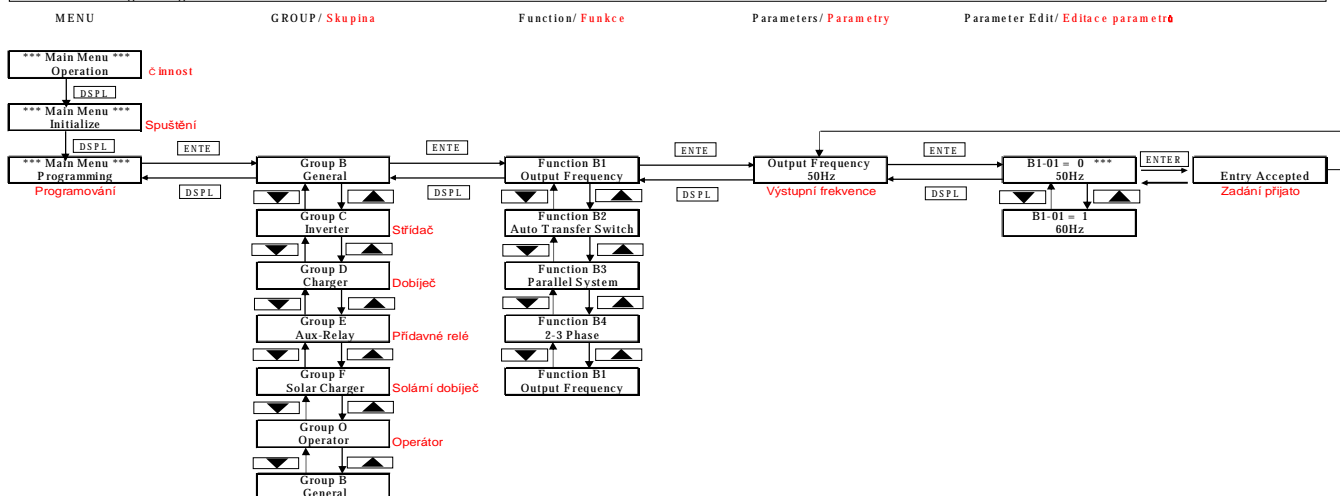 MENU GROUP/ Skupina Function/ Funkce Parameters/ Parametry Parameter Edit/ Editace parametrů
*** Main Menu ***
Operation
Činnost
DSPL
*** Main Menu ***
Initialize
Spuštění
DSPL
*** Main Menu ***
Programming
Programování
ENTE
DSPL
Group B
General
Group C
Inverter
Střídač
Group D
Charger
Dobíječ
Group E
Aux-Relay
Přídavné relé
Group F
Solar Charger
Solární dobíječ
Group O
Operator
Operátor
Group B
General
ENTE
DSPL
Function B1
Output Frequency
Function B2
Auto Transfer Switch
Function B3
Parallel System
Function B4
2-3 Phase
Function B1
Output Frequency
ENTE
DSPL
Output Frequency
50Hz
Výstupní frekvence
ENTE
DSPL
B1-01 = 0 ***
50Hz
B1-01 = 1
60Hz
ENTER
Entry Accepted
Zadání přijato